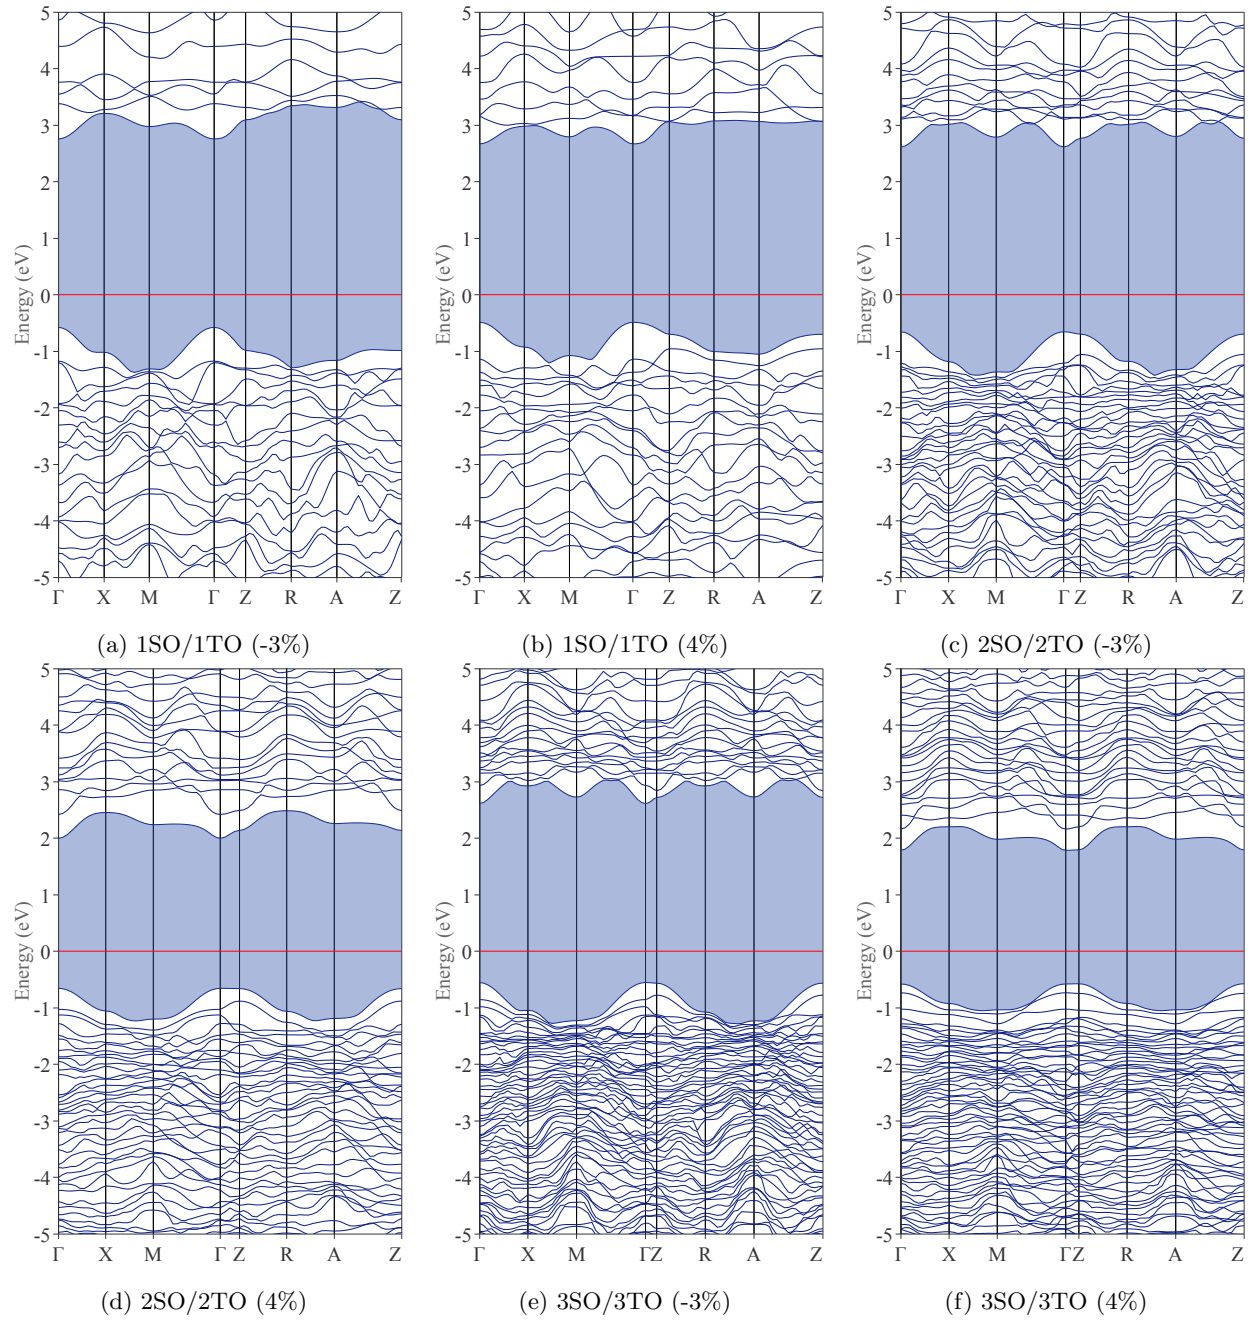 5 4 3 2 1 0 -1 -2 -3 -4 -5
Energy (eV)
Γ X M Γ Z R A Z
(a) 1SO/1TO (-3%)
5 4 3 2 1 0 -1 -2 -3 -4 -5
Energy (eV)
Γ X M Γ Z R A Z
(b) 1SO/1TO (4%)
5 4 3 2 1 0 -1 -2 -3 -4 -5
Energy (eV)
Γ X M Γ Z R A Z
(c) 2SO/2TO (-3%)
5 4 3 2 1 0 -1 -2 -3 -4 -5
Energy (eV)
Γ X M Γ Z R A Z
(d) 2SO/2TO (4%)
5 4 3 2 1 0 -1 -2 -3 -4 -5
Energy (eV)
Γ X M Γ Z R A Z
(e) 3SO/3TO (-3%)
5 4 3 2 1 0 -1 -2 -3 -4 -5
Energy (eV)
Γ X M Γ Z R A Z
(f) 3SO/3TO (4%)